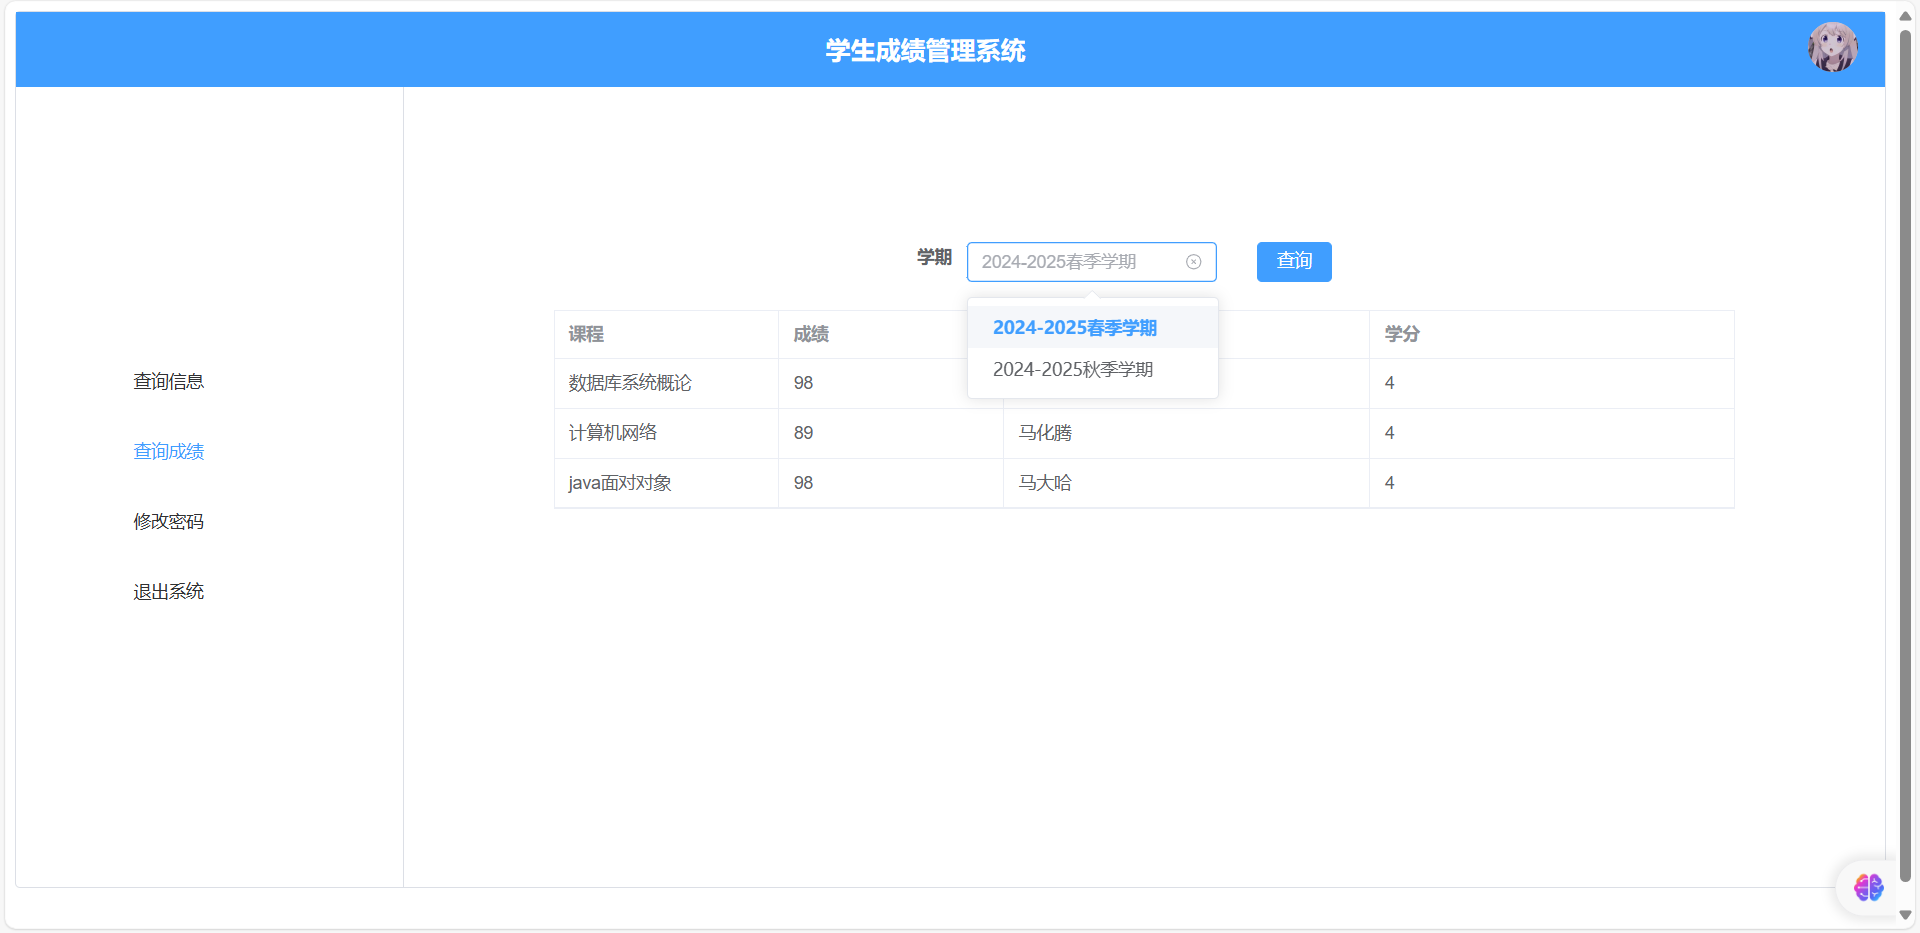 学生成绩管理系统
查询信息
查询成绩
修改密码
退出系统
学期 2024-2025春季学期 查询
2024-2025春季学期
2024-2025秋季学期
课程 成绩 学分
数据库系统概论 98 4
计算机网络 89 马化腾 4
java面对对象 98 马大哈 4